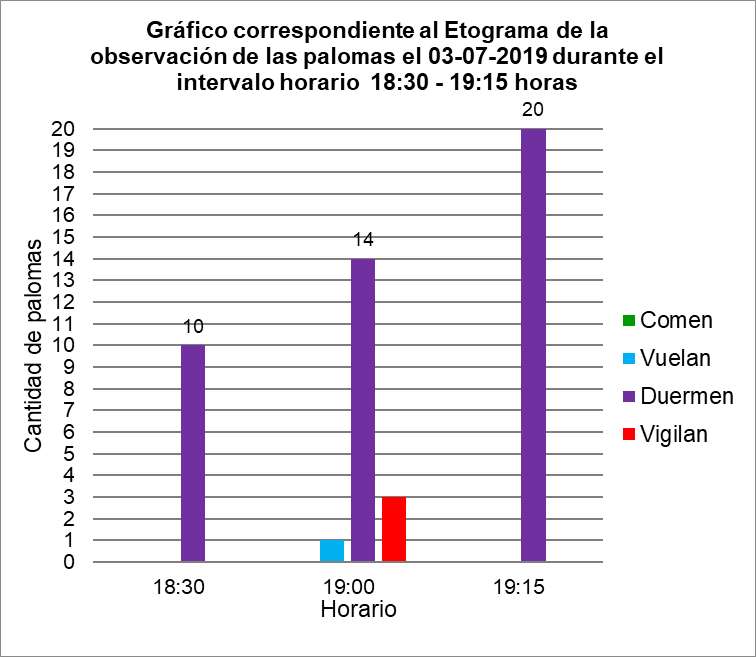 Gráfico correspondiente al Etograma de la
observación de las palomas el 03-07-2019 durante el
intervalo horario 18:30 - 19:15 horas
20
20
19
18
17
16
15
14
13
12
11
10
9
8
7
6
5
4
3
2
1
0
14
10
Cantidad de palomas
Comen
Vuelan
Duermen
Vigilan
18:30 19:00 19:15
Horario